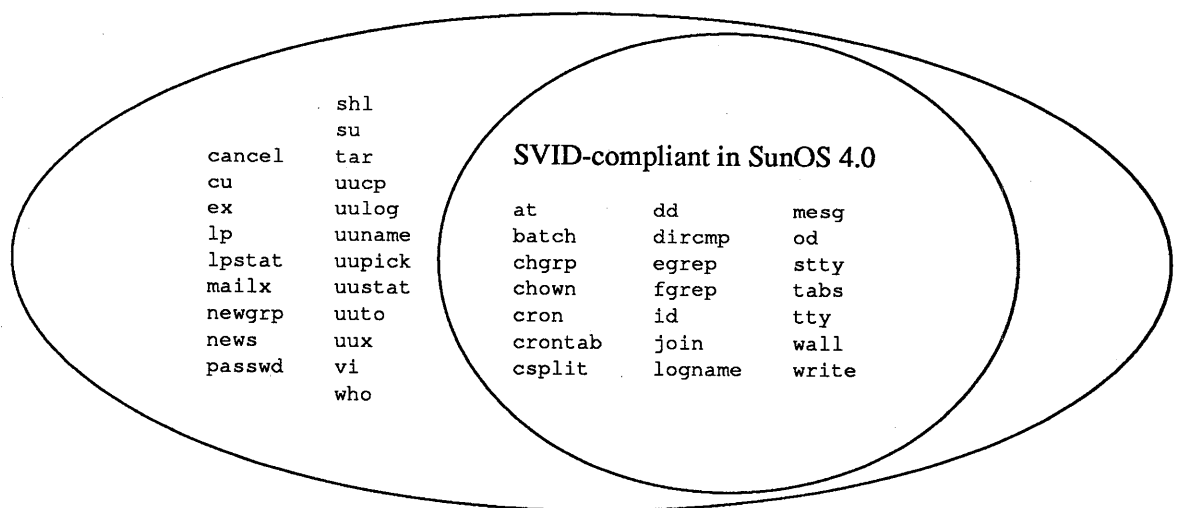 shl
su
cancel tar
cu uucp
ex uulog
lp uuname
lpstat uupick
mailx uustat
newgrp uuto
news uux
passwd vi
who
SVID-compliant in SunOS 4.0
at dd mesg
batch dircmp od
chgrp egrep stty
chown fgrep tabs
cron id tty
crontab join wall
csplit logname write